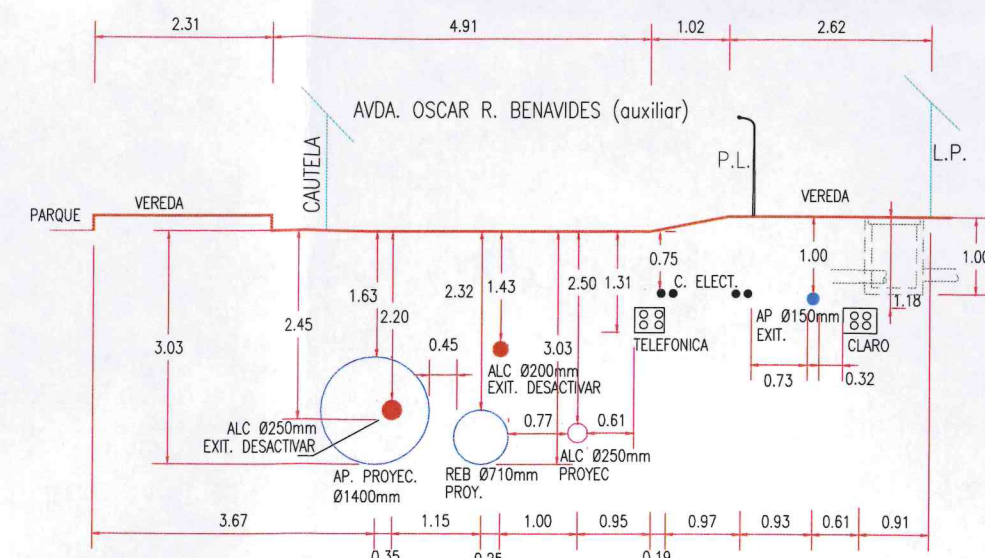 2.31 4.91 1.02 2.62
AVDA. OSCAR R. BENAVIDES (auxiliar)
CAUTELA
P.L.
L.P.
PARQUE
VEREDA
VEREDA
1.63
2.45
2.20
3.03
0.45
2.32
1.43
3.03
2.50
1.31
0.75
C. ELECT.
1.00
1.00
1.18
AP Ø150mm
EXIT.
TELEFONICA
CLARO
0.73
0.32
ALC Ø200mm
EXIT. DESACTIVAR
0.77
0.61
ALC Ø250mm
EXIT. DESACTIVAR
AP. PROYEC.
Ø1400mm
REB Ø710mm
PROY.
ALC Ø250mm
PROYEC
3.67 1.15 1.00 0.95 0.97 0.93 0.61 0.91
0.35 0.25 0.19